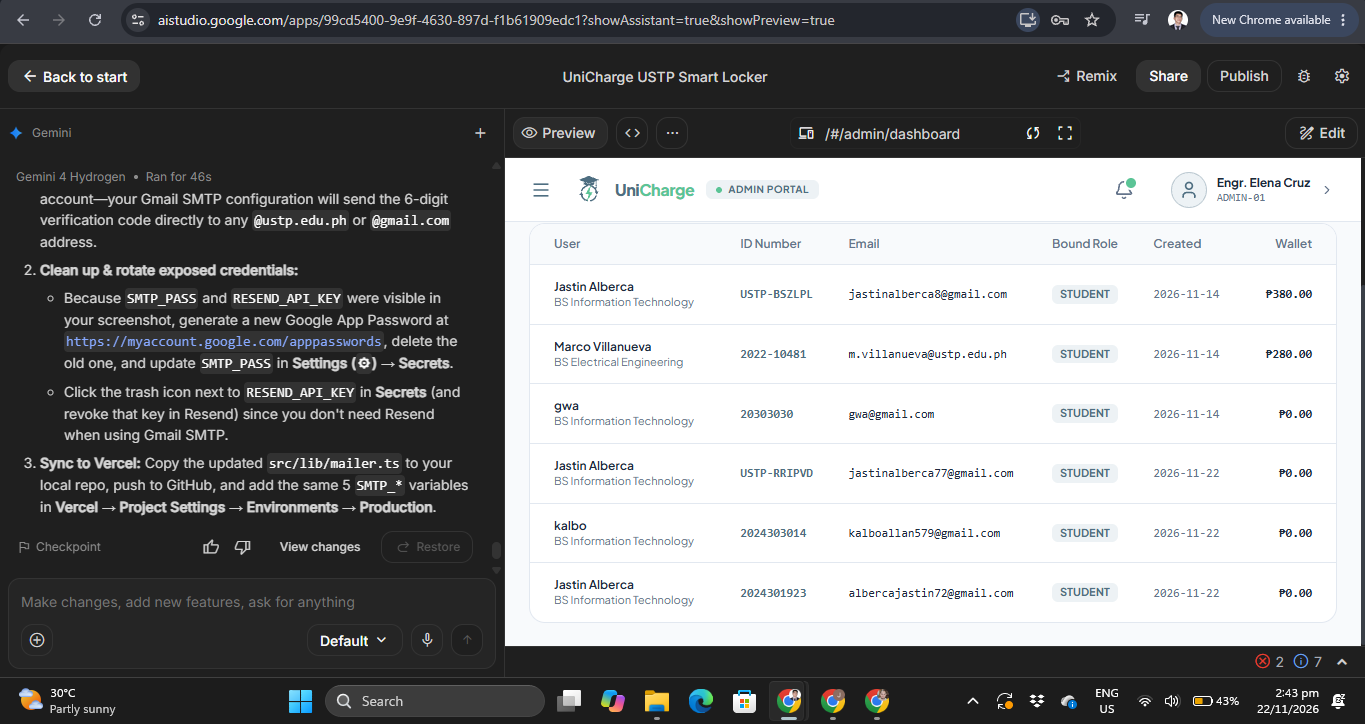 aistudio.google.com/apps/99cd5400-9e9f-4630-897d-f1b61909edc1?showAssistant=true&showPreview=true
New Chrome available
Back to start
UniCharge USTP Smart Locker
Remix
Share
Publish
Gemini
Preview
/#/admin/dashboard
Edit
Gemini 4 Hydrogen • Ran for 46s
account—your Gmail SMTP configuration will send the 6-digit
verification code directly to any @ustp.edu.ph or @gmail.com
address.
2. Clean up & rotate exposed credentials:
Because SMTP_PASS and RESEND_API_KEY were visible in
your screenshot, generate a new Google App Password at
https://myaccount.google.com/apppasswords, delete the
old one, and update SMTP_PASS in Settings (⚙) → Secrets.
Click the trash icon next to RESEND_API_KEY in Secrets (and
revoke that key in Resend) since you don't need Resend
when using Gmail SMTP.
3. Sync to Vercel: Copy the updated src/lib/mailer.ts to your
local repo, push to GitHub, and add the same 5 SMTP_* variables
in Vercel → Project Settings → Environments → Production.
Checkpoint
View changes
Restore
Make changes, add new features, ask for anything
Default
UniCharge
ADMIN PORTAL
Engr. Elena Cruz
ADMIN-01
User ID Number Email Bound Role Created Wallet
Jastin Alberca
BS Information Technology
USTP-BSZLPL jastinalberca8@gmail.com STUDENT 2026-11-14 ₱380.00
Marco Villanueva
BS Electrical Engineering
2022-10481 m.villanueva@ustp.edu.ph STUDENT 2026-11-14 ₱280.00
gwa
BS Information Technology
20303030 gwa@gmail.com STUDENT 2026-11-14 ₱0.00
Jastin Alberca
BS Information Technology
USTP-RRIPVD jastinalberca77@gmail.com STUDENT 2026-11-22 ₱0.00
kalbo
BS Information Technology
2024303014 kalboallan579@gmail.com STUDENT 2026-11-22 ₱0.00
Jastin Alberca
BS Information Technology
2024301923 albercajastin72@gmail.com STUDENT 2026-11-22 ₱0.00
2 7
30°C
Partly sunny
Search
ENG
US
43%
2:43 pm
22/11/2026